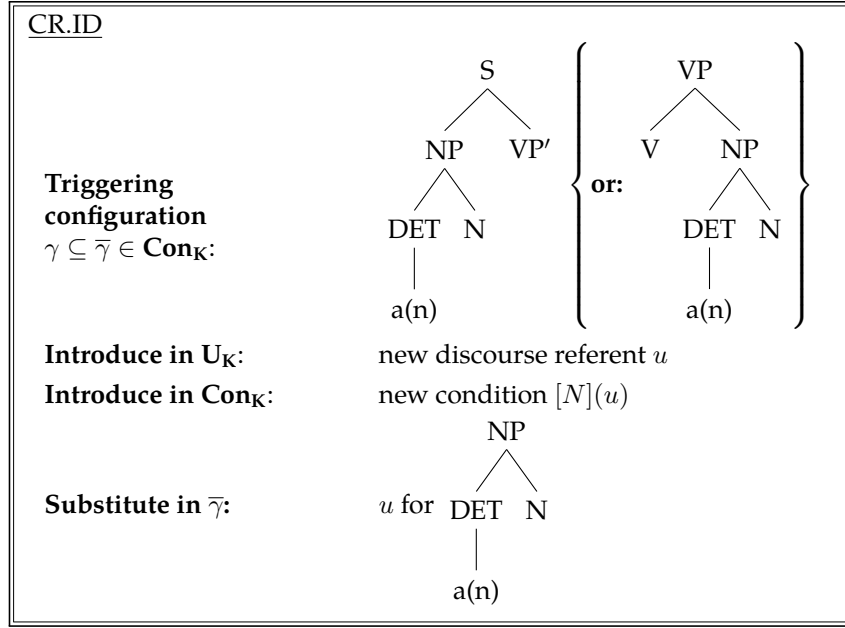 CR.ID
S VP
NP VP′ V NP
Triggering
configuration
γ ⊆ γ̅ ∈ Con_K:
or:
DET N DET N
a(n) a(n)
Introduce in U_K: new discourse referent u
Introduce in Con_K: new condition [N](u)
NP
Substitute in γ̅: u for DET N
a(n)